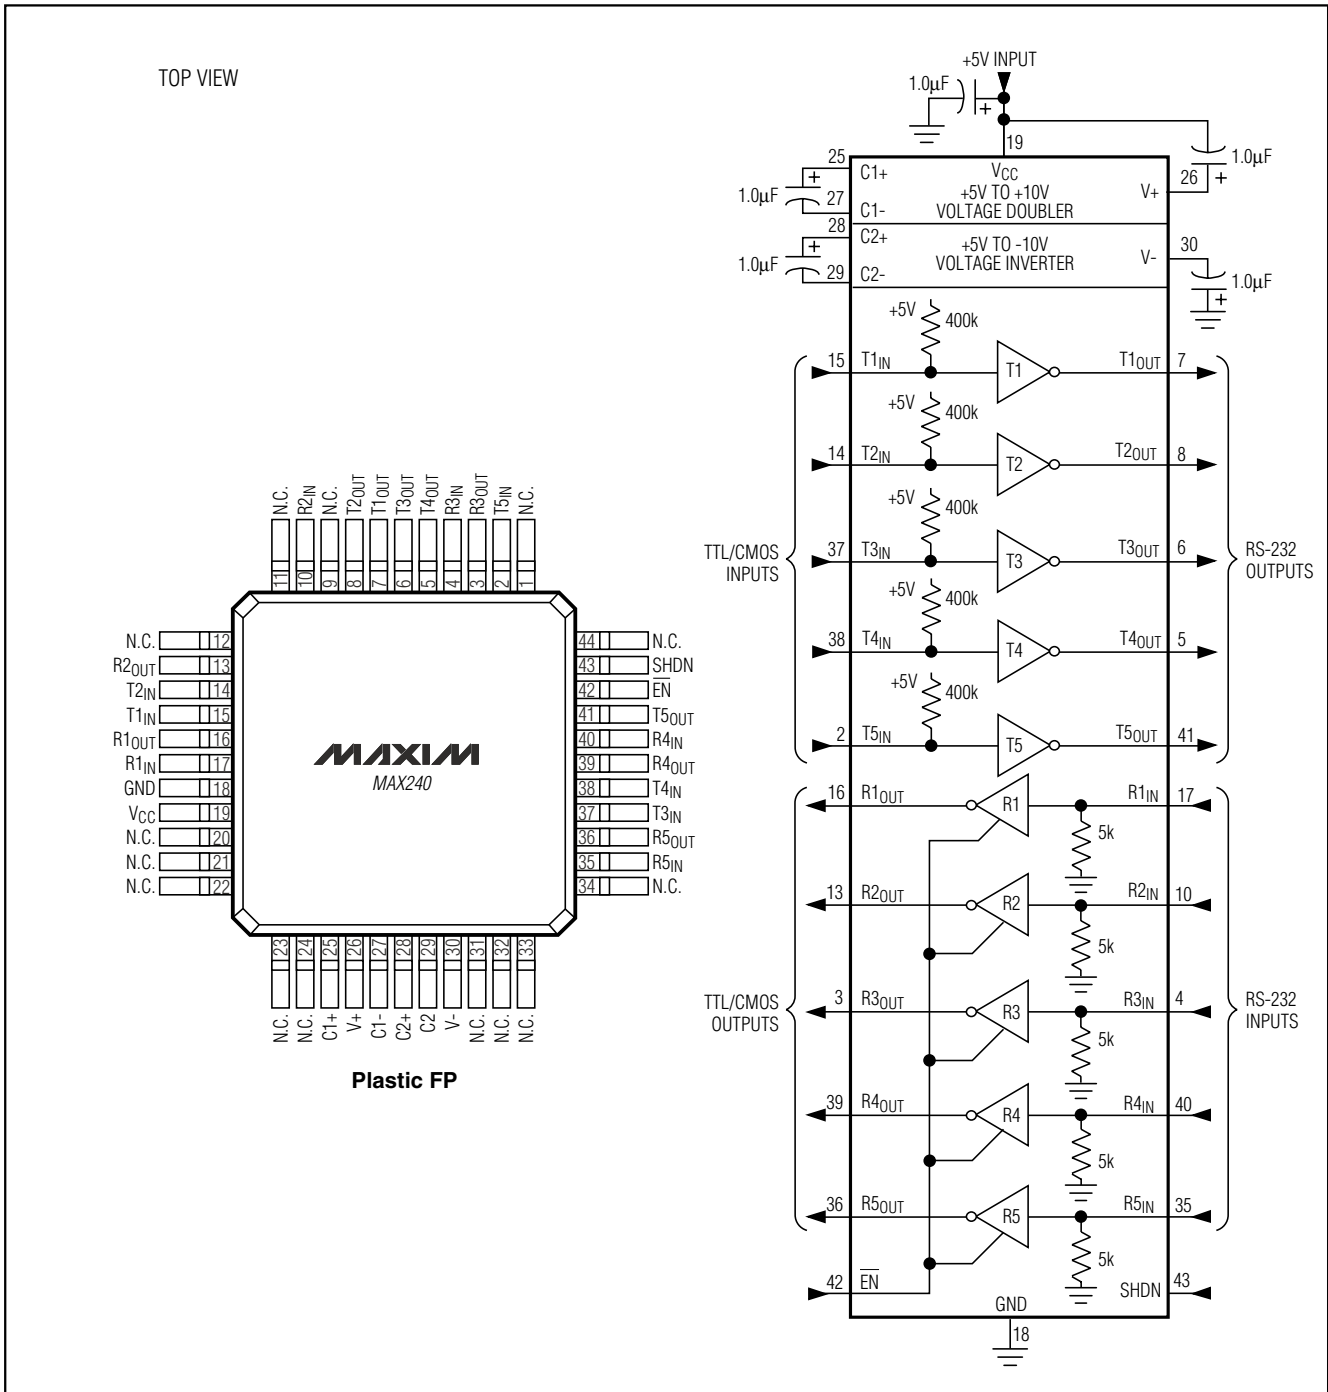 TOP VIEW
N.C.
R2IN
N.C.
T2OUT
T1OUT
T3OUT
T4OUT
R3IN
R3OUT
T5IN
N.C.
11
10
9
8
7
6
5
4
3
2
1
N.C. 12
R2OUT 13
T2IN 14
T1IN 15
R1OUT 16
R1IN 17
GND 18
VCC 19
N.C. 20
N.C. 21
N.C. 22
MAXIM
MAX240
44 N.C.
43 SHDN
42 EN
41 T5OUT
40 R4IN
39 R4OUT
38 T4IN
37 T3IN
36 R5OUT
35 R5IN
34 N.C.
23
24
25
26
27
28
29
30
31
32
33
N.C.
N.C.
C1+
V+
C1-
C2+
C2
V-
N.C.
N.C.
N.C.
Plastic FP
+5V INPUT
1.0µF
+
19
25
C1+
VCC
+5V TO +10V
VOLTAGE DOUBLER
V+
26
1.0µF
+
1.0µF
+
27
C1-
28
C2+
+5V TO -10V
VOLTAGE INVERTER
V-
30
1.0µF
+
1.0µF
+
29
C2-
TTL/CMOS
INPUTS
+5V 400k
15 T1IN T1 T1OUT 7
+5V 400k
14 T2IN T2 T2OUT 8
+5V 400k
37 T3IN T3 T3OUT 6
+5V 400k
38 T4IN T4 T4OUT 5
+5V 400k
2 T5IN T5 T5OUT 41
RS-232
OUTPUTS
TTL/CMOS
OUTPUTS
16 R1OUT R1 R1IN 17
5k
13 R2OUT R2 R2IN 10
5k
3 R3OUT R3 R3IN 4
5k
39 R4OUT R4 R4IN 40
5k
36 R5OUT R5 R5IN 35
5k
RS-232
INPUTS
42 EN
SHDN 43
GND
18